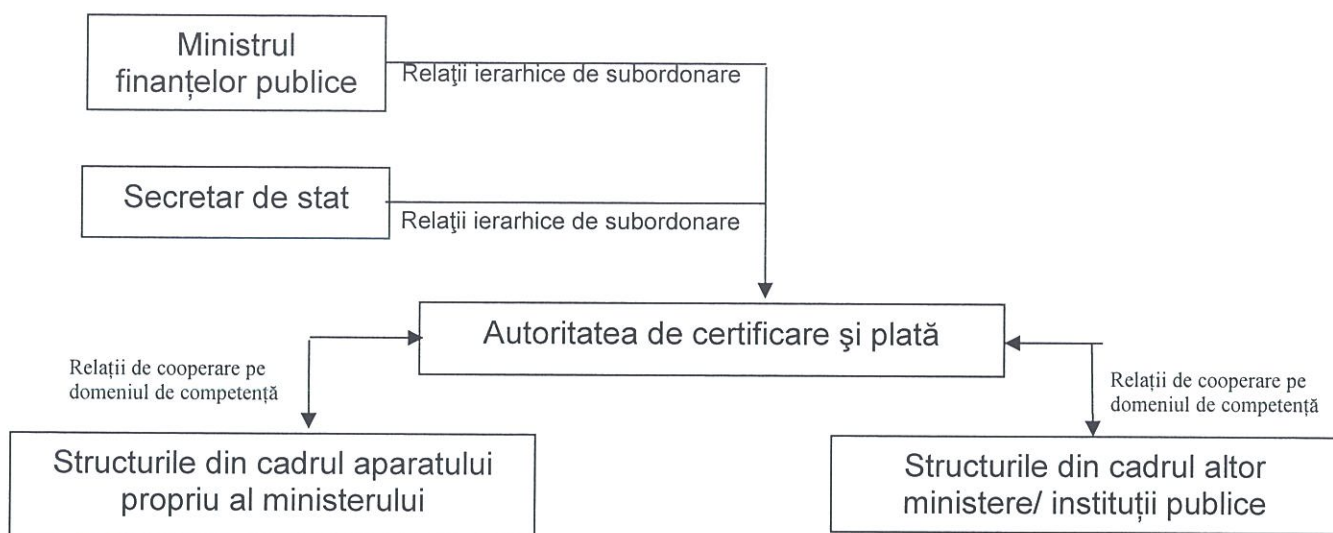 Ministrul
finanțelor publice
Relaţii ierarhice de subordonare
Secretar de stat
Relaţii ierarhice de subordonare
Autoritatea de certificare şi plată
Relații de cooperare pe
domeniul de competență
Relații de cooperare pe
domeniul de competență
Structurile din cadrul aparatului
propriu al ministerului
Structurile din cadrul altor
ministere/ instituții publice